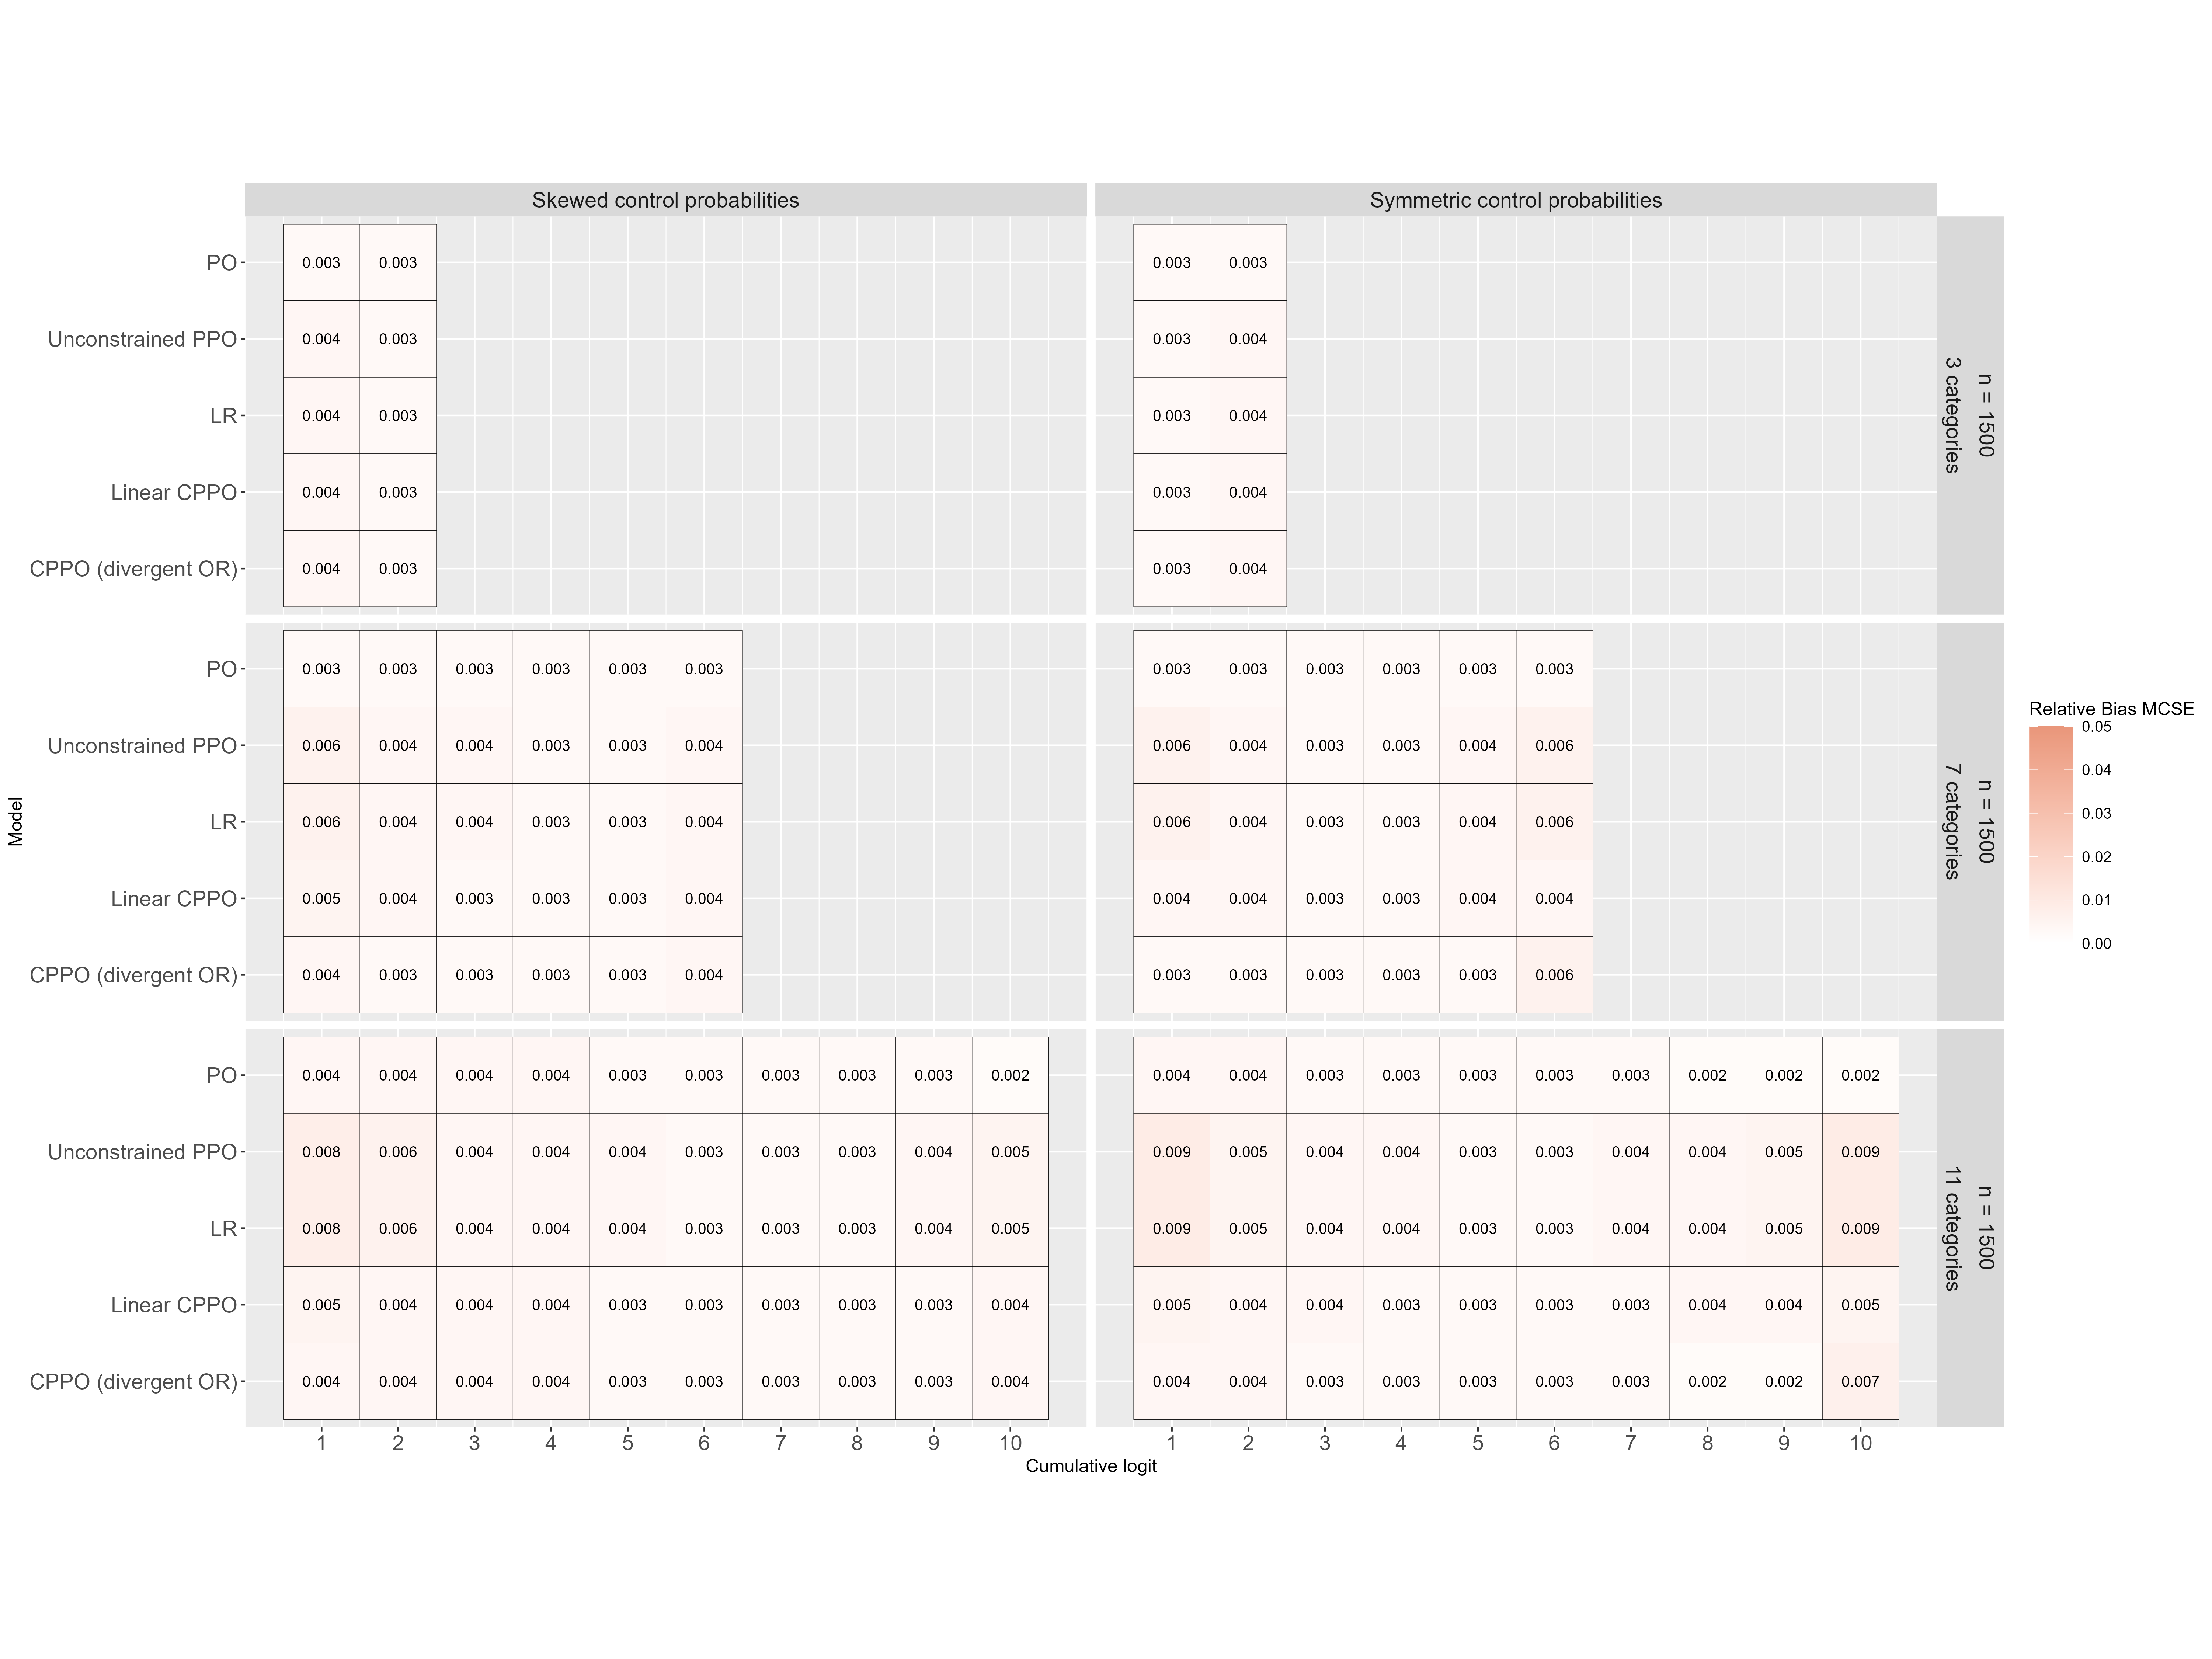 Skewed control probabilities Symmetric control probabilities
PO 0.003 0.003 0.003 0.003
Unconstrained PPO 0.004 0.003 0.003 0.004
LR 0.004 0.003 0.003 0.004
Linear CPPO 0.004 0.003 0.003 0.004
CPPO (divergent OR) 0.004 0.003 0.003 0.004
n = 1500
3 categories
PO 0.003 0.003 0.003 0.003 0.003 0.003 0.003 0.003 0.003 0.003 0.003 0.003
Unconstrained PPO 0.006 0.004 0.004 0.003 0.003 0.004 0.006 0.004 0.003 0.003 0.004 0.006
LR 0.006 0.004 0.004 0.003 0.003 0.004 0.006 0.004 0.003 0.003 0.004 0.006
Linear CPPO 0.005 0.004 0.003 0.003 0.003 0.004 0.004 0.004 0.003 0.003 0.004 0.004
CPPO (divergent OR) 0.004 0.003 0.003 0.003 0.003 0.004 0.003 0.003 0.003 0.003 0.003 0.006
n = 1500
7 categories
PO 0.004 0.004 0.004 0.004 0.003 0.003 0.003 0.003 0.003 0.002 0.004 0.004 0.003 0.003 0.003 0.003 0.003 0.002 0.002 0.002
Unconstrained PPO 0.008 0.006 0.004 0.004 0.004 0.003 0.003 0.003 0.004 0.005 0.009 0.005 0.004 0.004 0.003 0.003 0.004 0.004 0.005 0.009
LR 0.008 0.006 0.004 0.004 0.004 0.003 0.003 0.003 0.004 0.005 0.009 0.005 0.004 0.004 0.003 0.003 0.004 0.004 0.005 0.009
Linear CPPO 0.005 0.004 0.004 0.004 0.003 0.003 0.003 0.003 0.003 0.004 0.005 0.004 0.004 0.003 0.003 0.003 0.003 0.004 0.004 0.005
CPPO (divergent OR) 0.004 0.004 0.004 0.004 0.003 0.003 0.003 0.003 0.003 0.004 0.004 0.004 0.003 0.003 0.003 0.003 0.003 0.002 0.002 0.007
n = 1500
11 categories
1 2 3 4 5 6 7 8 9 10 1 2 3 4 5 6 7 8 9 10
Cumulative logit
Model
Relative Bias MCSE
0.05
0.04
0.03
0.02
0.01
0.00